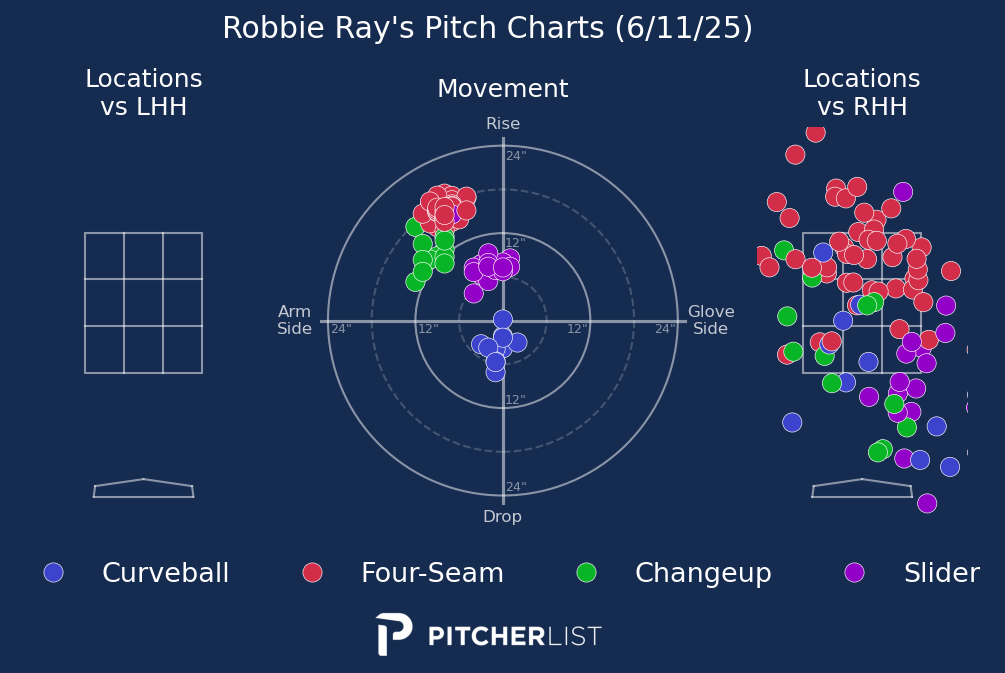 Robbie Ray's Pitch Charts (6/11/25)
Locations
vs LHH
Movement
Locations
vs RHH
Rise
24"
12"
Arm
Side
24"
12"
12"
24"
Glove
Side
12"
24"
Drop
Curveball
Four-Seam
Changeup
Slider
PITCHERLIST